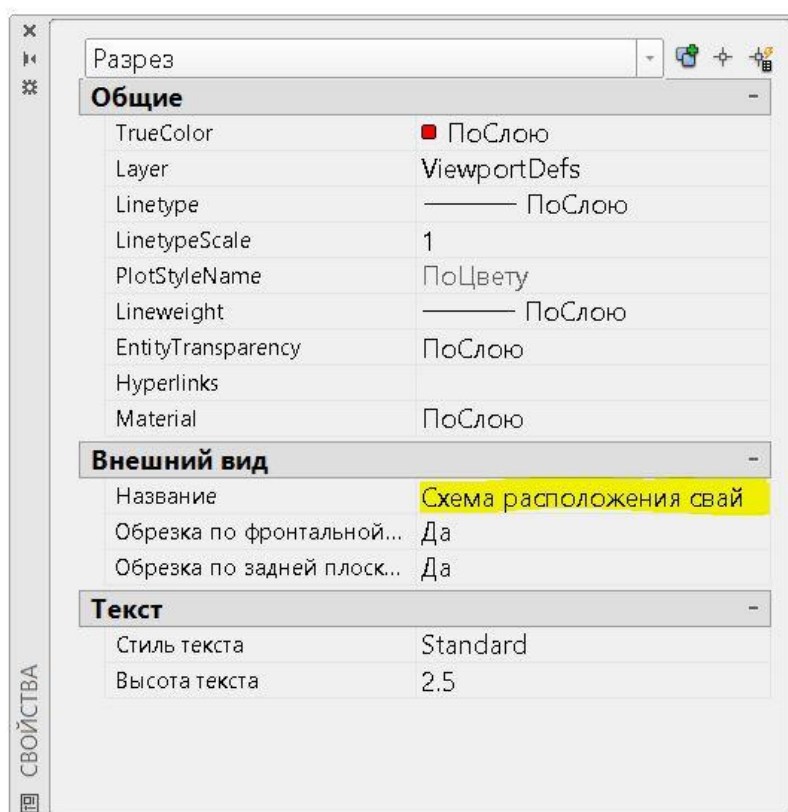 Разрез
Общие
TrueColor ПоСлою
Layer ViewportDefs
Linetype ПоСлою
LinetypeScale 1
PlotStyleName ПоЦвету
Lineweight ПоСлою
EntityTransparency ПоСлою
Hyperlinks
Material ПоСлою
Внешний вид
Название Схема расположения свай
Обрезка по фронтальной... Да
Обрезка по задней плоск... Да
Текст
Стиль текста Standard
Высота текста 2.5
СВОЙСТВА